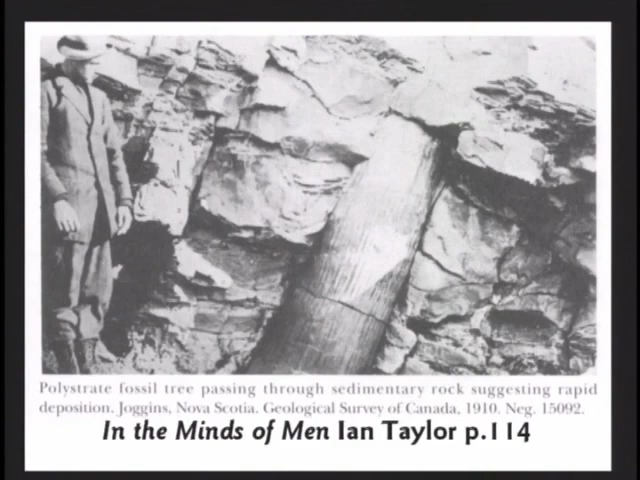 Polystrate fossil tree passing through sedimentary rock suggesting rapid
deposition. Joggins, Nova Scotia. Geological Survey of Canada, 1910. Neg. 15092.
In the Minds of Men Ian Taylor p.114